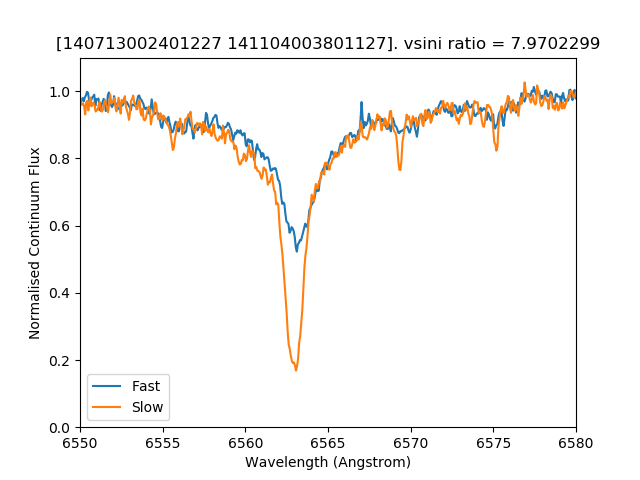 [140713002401227 141104003801127]. vsini ratio = 7.9702299
Normalised Continuum Flux
1.0
0.8
0.6
0.4
0.2
0.0
Fast
Slow
6550 6555 6560 6565 6570 6575 6580
Wavelength (Angstrom)